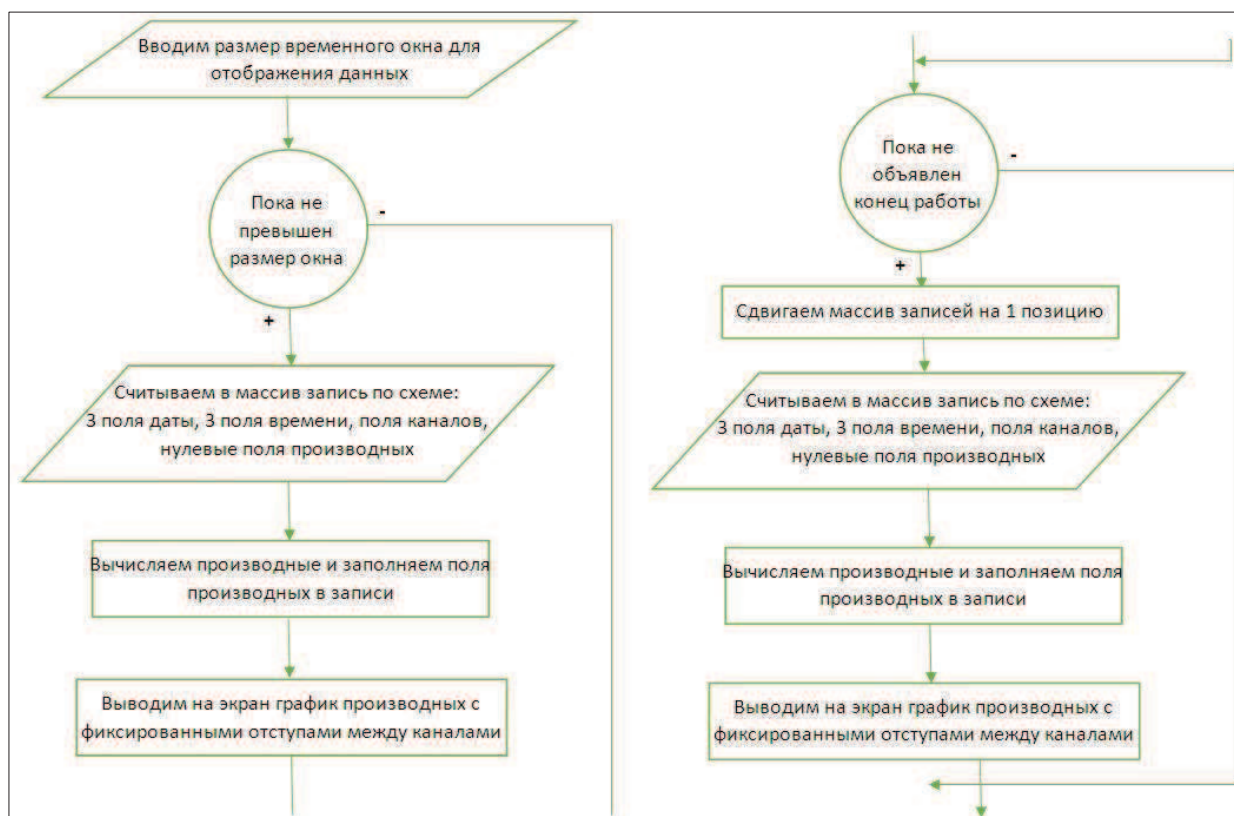 Вводим размер временного окна для
отображения данных
Пока не
превышен
размер окна
-
+
Считываем в массив запись по схеме:
3 поля даты, 3 поля времени, поля каналов,
нулевые поля производных
Вычисляем производные и заполняем поля
производных в записи
Выводим на экран график производных с
фиксированными отступами между каналами
Пока не
объявлен
конец работы
-
+
Сдвигаем массив записей на 1 позицию
Считываем в массив запись по схеме:
3 поля даты, 3 поля времени, поля каналов,
нулевые поля производных
Вычисляем производные и заполняем поля
производных в записи
Выводим на экран график производных с
фиксированными отступами между каналами